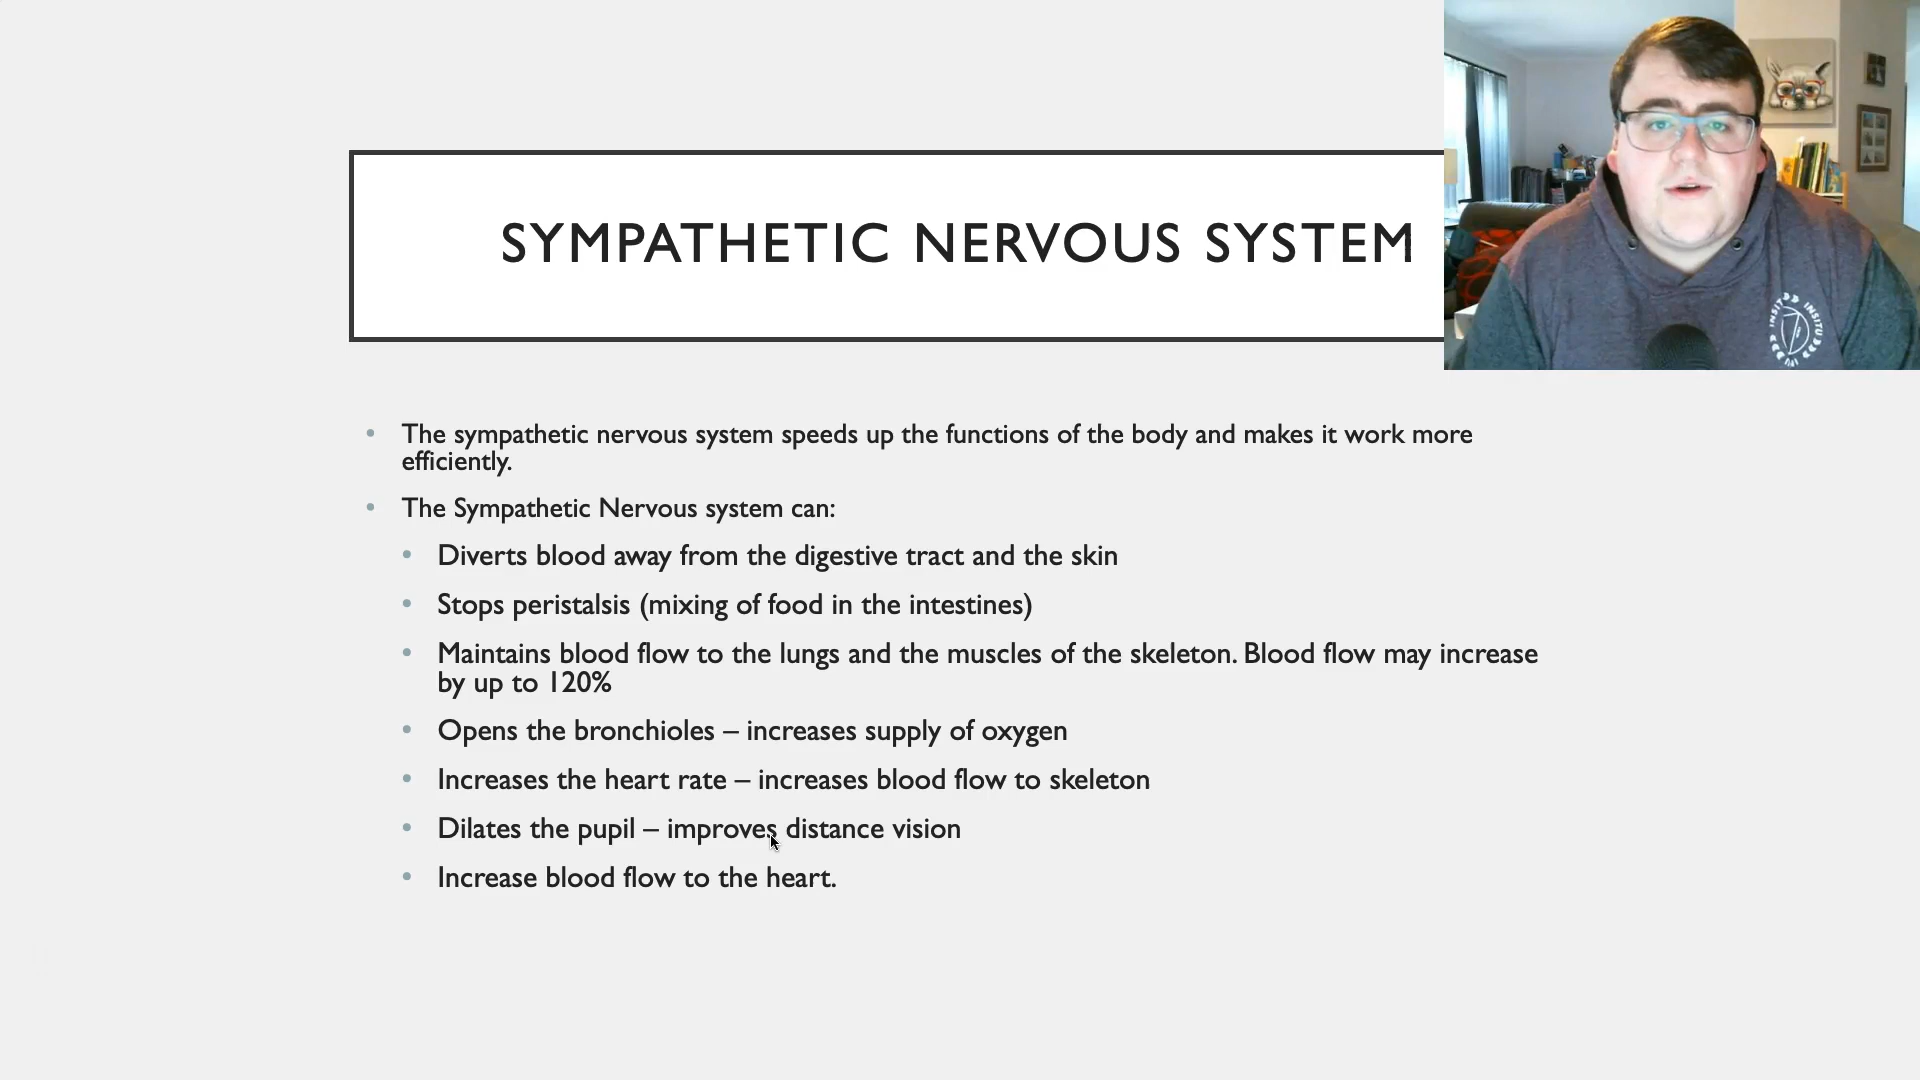 SYMPATHETIC NERVOUS SYSTEM
The sympathetic nervous system speeds up the functions of the body and makes it work more
efficiently.
The Sympathetic Nervous system can:
Diverts blood away from the digestive tract and the skin
Stops peristalsis (mixing of food in the intestines)
Maintains blood flow to the lungs and the muscles of the skeleton. Blood flow may increase
by up to 120%
Opens the bronchioles – increases supply of oxygen
Increases the heart rate – increases blood flow to skeleton
Dilates the pupil – improves distance vision
Increase blood flow to the heart.